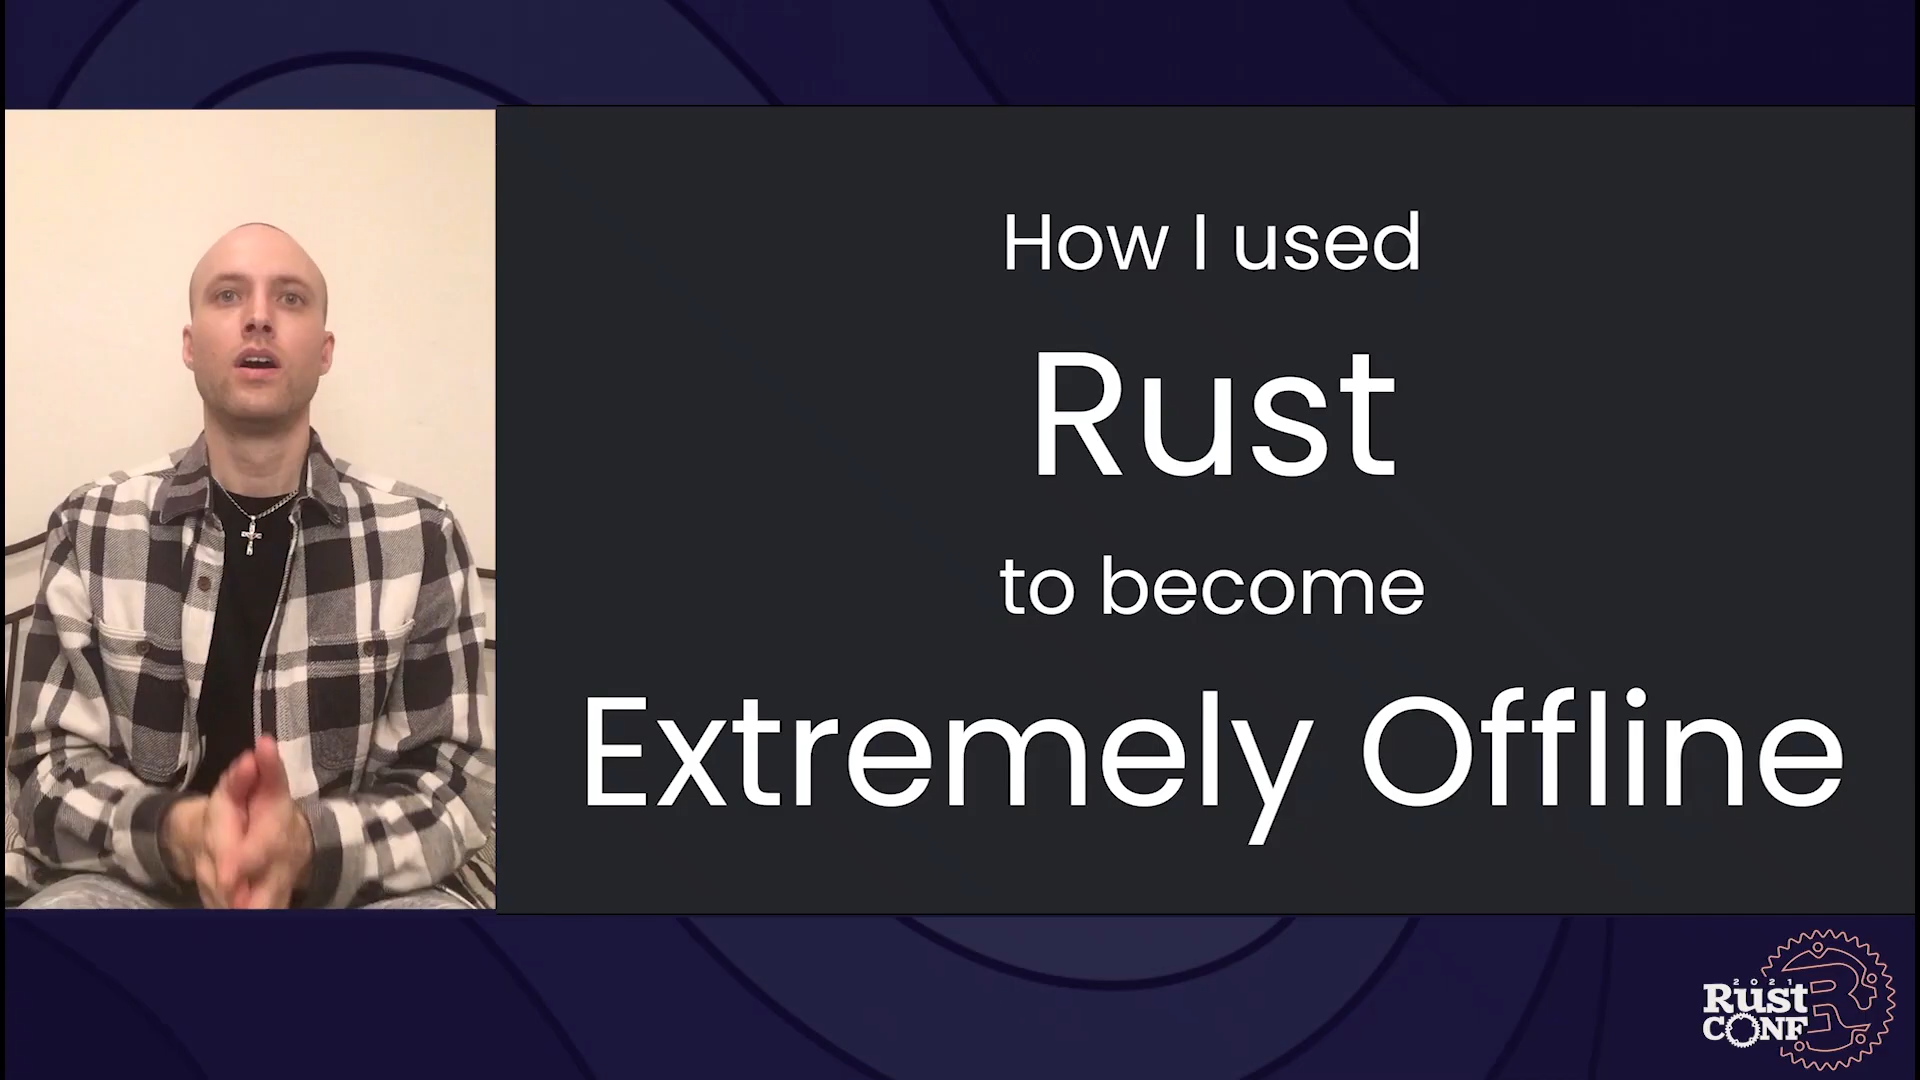 How I used
Rust
to become
Extremely Offline
2021
Rust
CONF
R